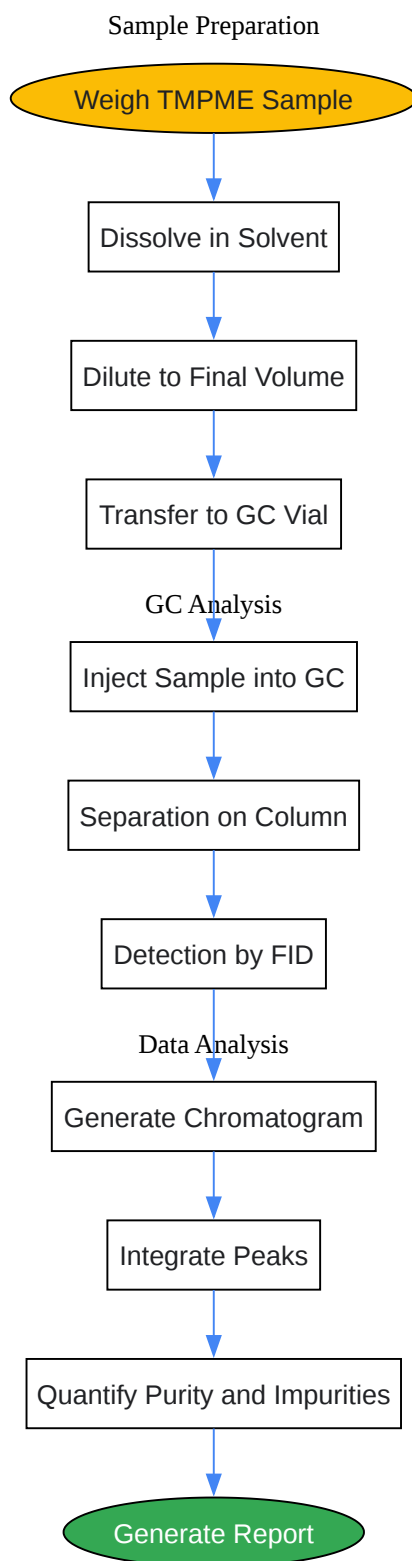 Sample Preparation
Weigh TMPME Sample
Dissolve in Solvent
Dilute to Final Volume
Transfer to GC Vial
GC Analysis
Inject Sample into GC
Separation on Column
Detection by FID
Data Analysis
Generate Chromatogram
Integrate Peaks
Quantify Purity and Impurities
Generate Report